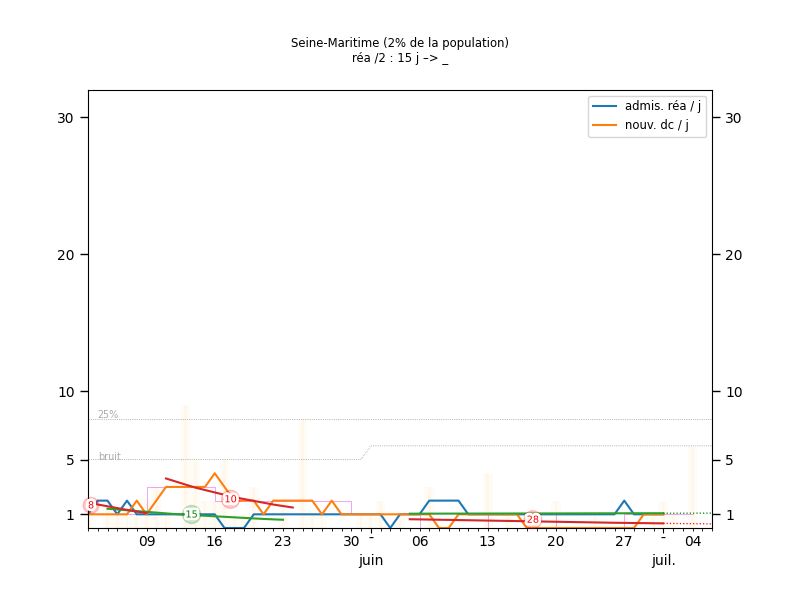 Seine-Maritime (2% de la population)
réa /2 : 15 j –> _
admis. réa / j
nouv. dc / j
30 30
20 20
10 10
25%
5 bruit 5
8 15 10 28
1 1
09 16 23 30 - 06 13 20 27 - 04
juin juil.